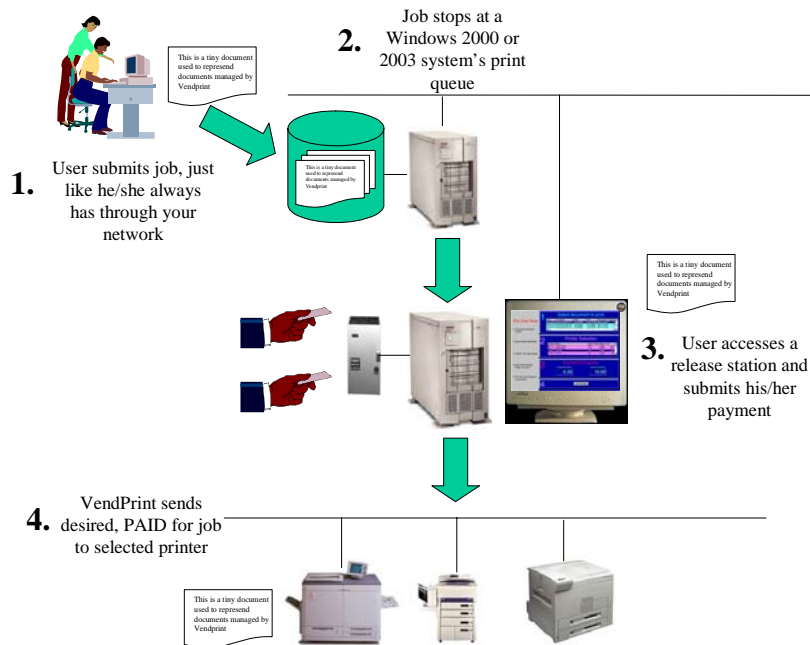 This is a tiny document
used to represend
documents managed by
Vendprint
2.
Job stops at a
Windows 2000 or
2003 system's print
queue
1.
User submits job, just
like he/she always
has through your
network
This is a tiny document
used to represend
documents managed by
Vendprint
This is a tiny document
used to represend
documents managed by
Vendprint
3.
User accesses a
release station and
submits his/her
payment
4.
VendPrint sends
desired, PAID for job
to selected printer
This is a tiny document
used to represend
documents managed by
Vendprint